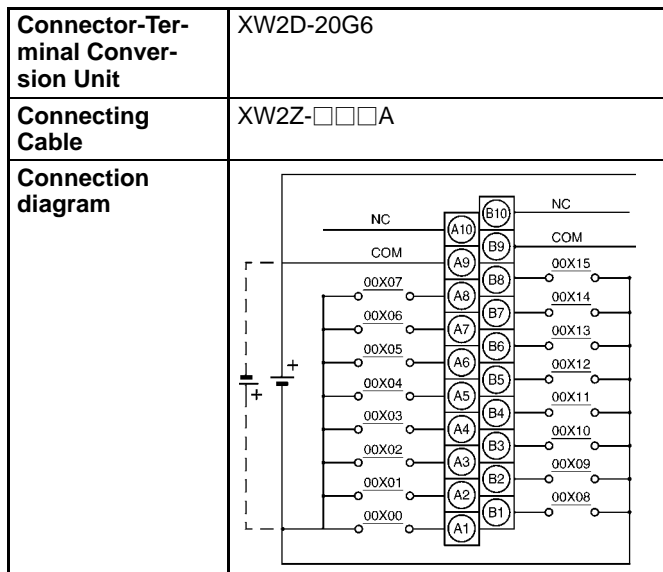 Connector-Ter-
minal Conver-
sion Unit
XW2D-20G6
Connecting
Cable
XW2Z-□□□A
Connection
diagram
NC
COM
00X07
00X06
00X05
00X04
00X03
00X02
00X01
00X00
+
+
A10
A9
A8
A7
A6
A5
A4
A3
A2
A1
B10
B9
B8
B7
B6
B5
B4
B3
B2
B1
NC
COM
00X15
00X14
00X13
00X12
00X11
00X10
00X09
00X08